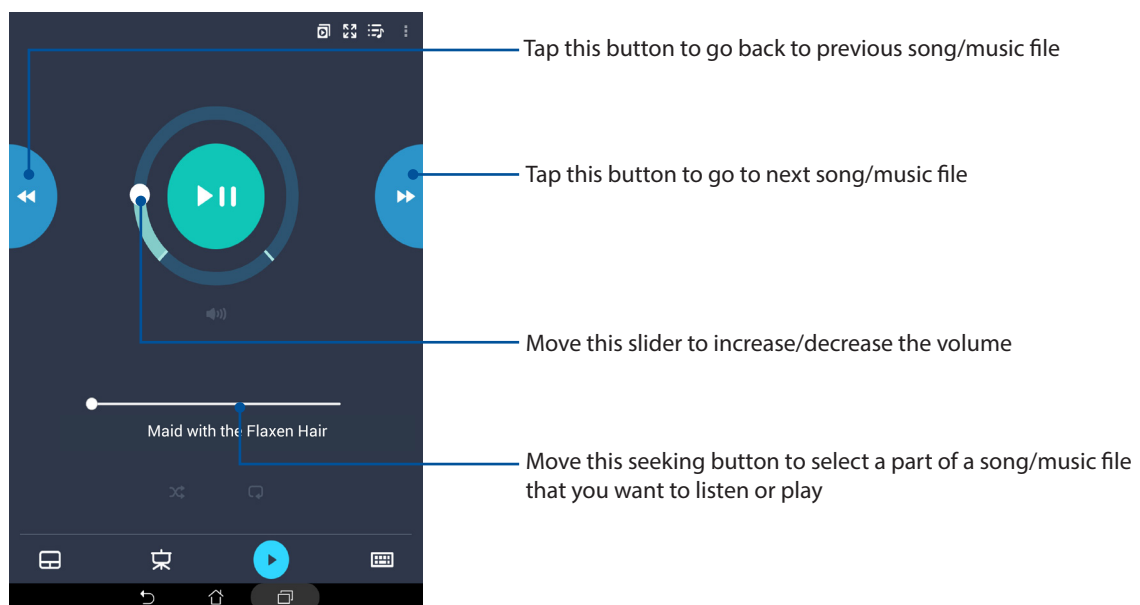 Tap this button to go back to previous song/music file
Tap this button to go to next song/music file
Move this slider to increase/decrease the volume
Maid with the Flaxen Hair
Move this seeking button to select a part of a song/music file
that you want to listen or play